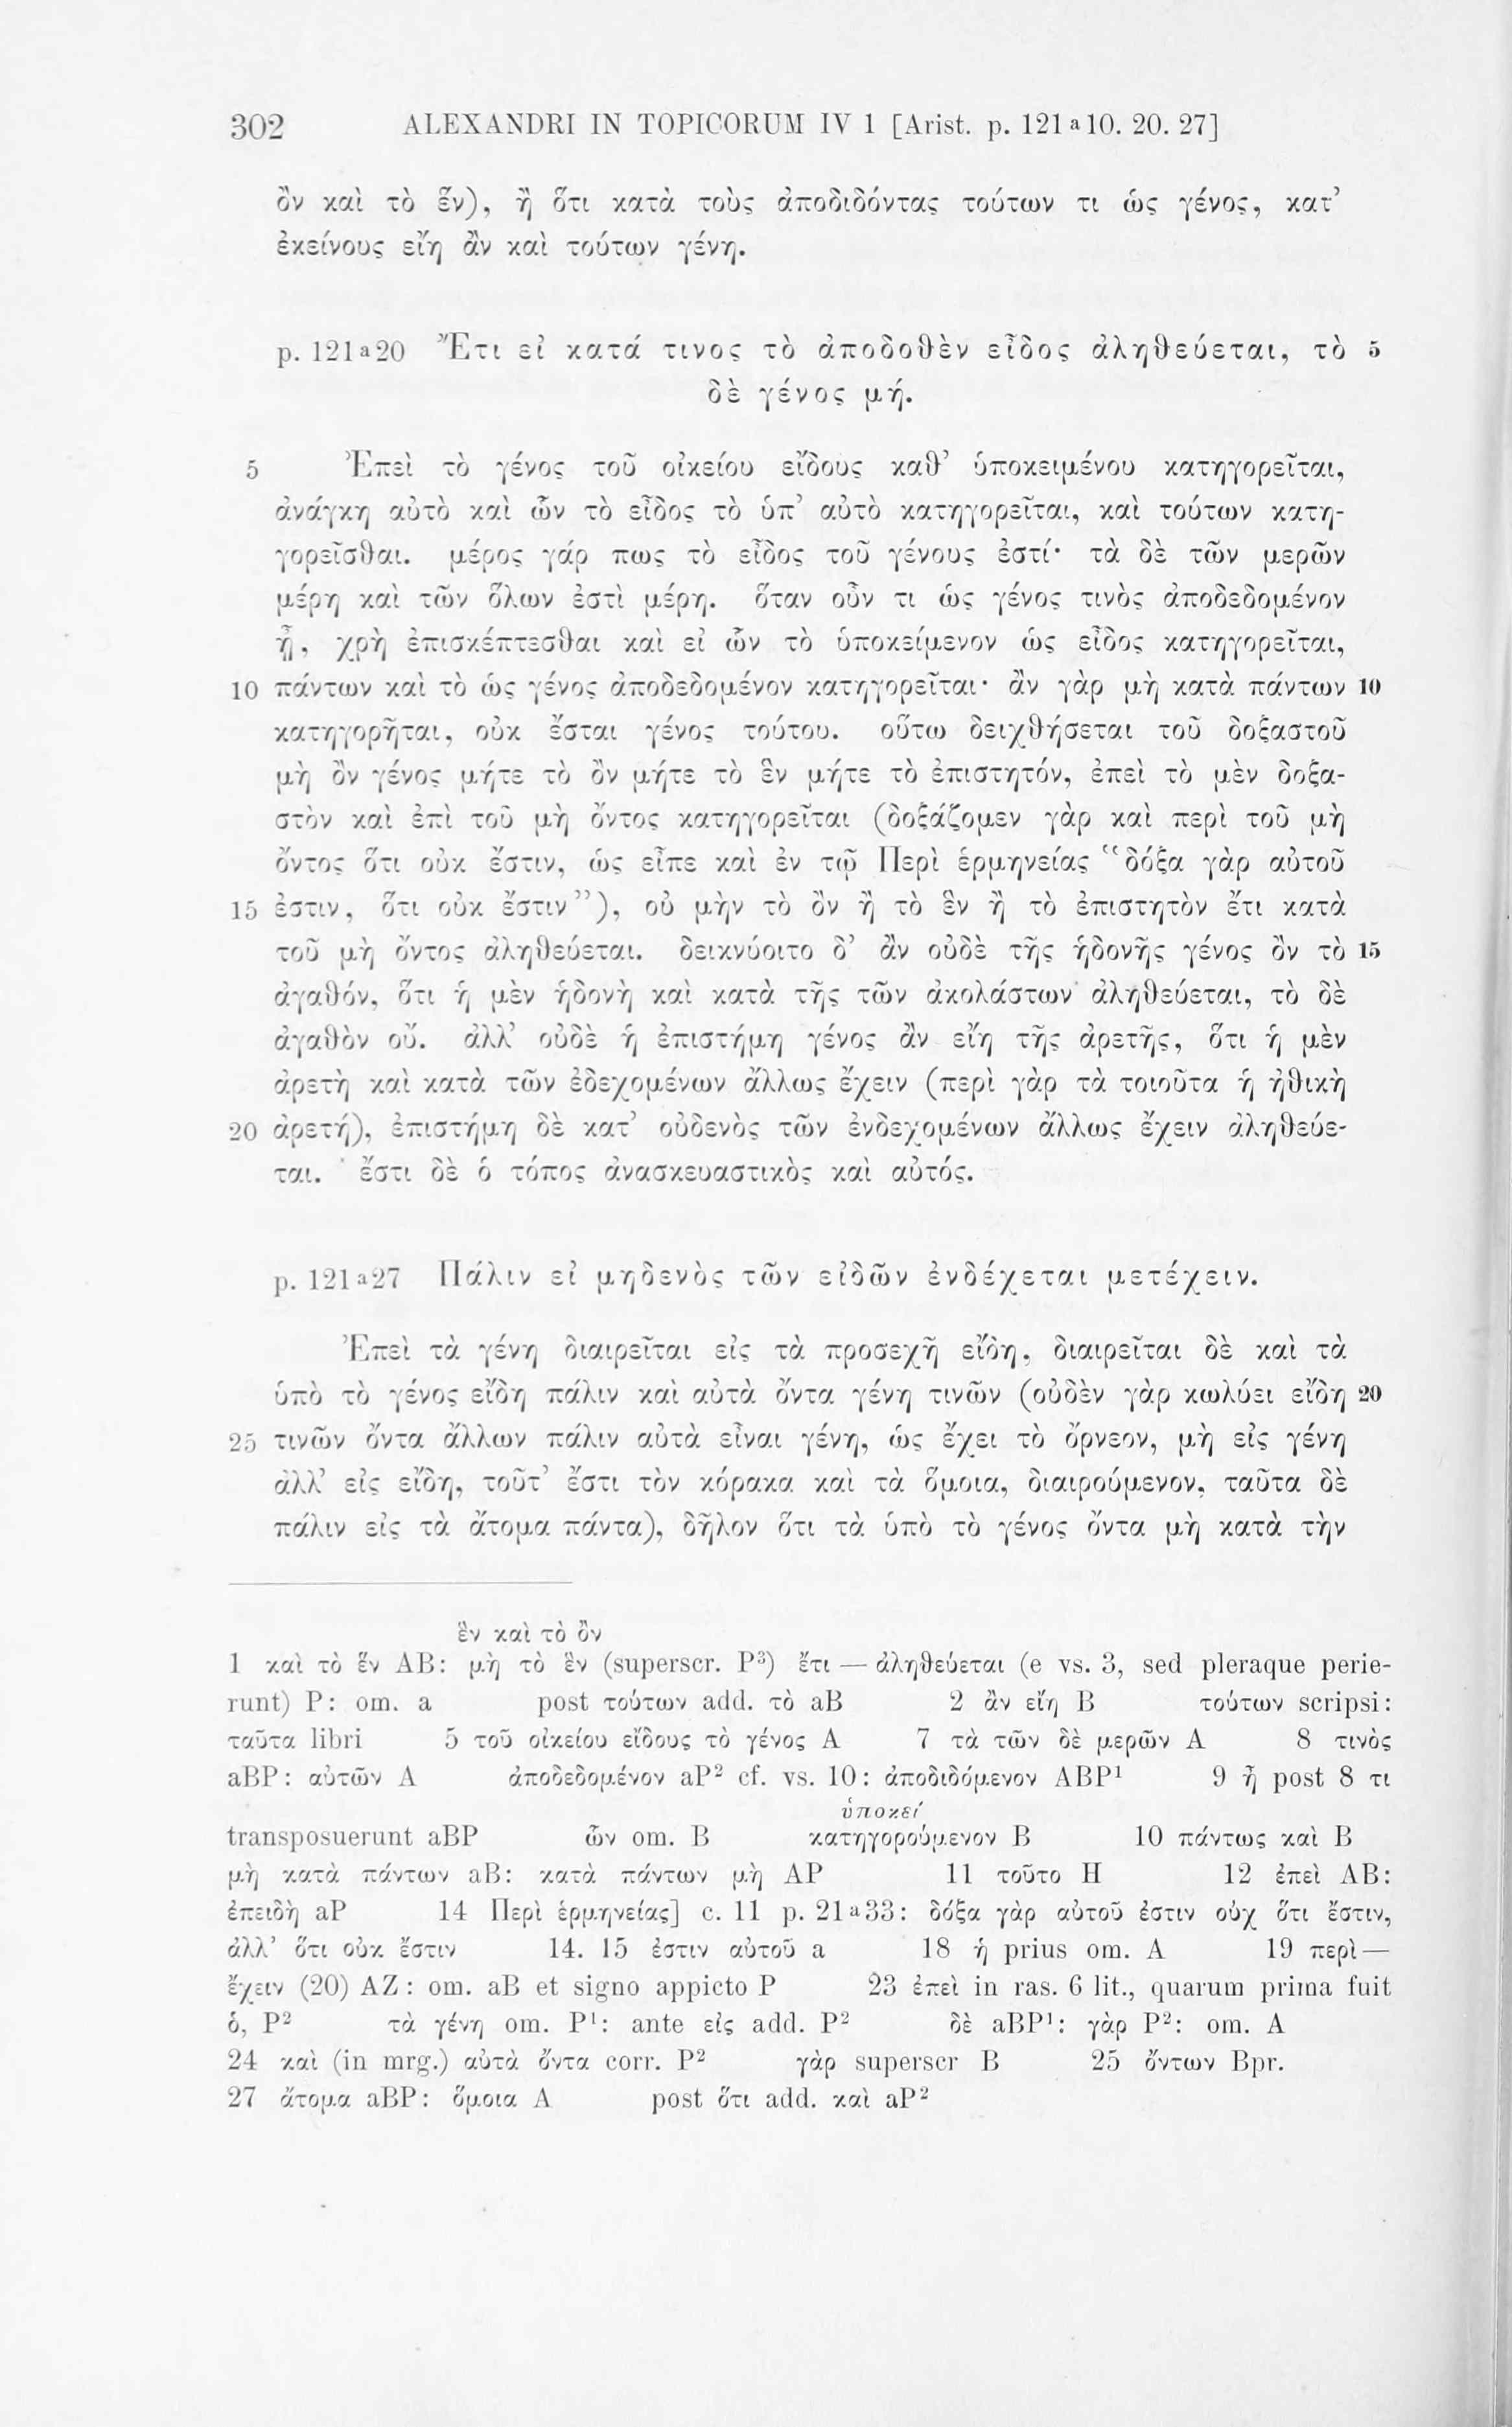 302 ALEXANDRI IN TOPICORUM IV 1 [Arist. p. 121 a 10. 20. 27]
ὂν καὶ τὸ ἕν), ἢ ὅτι κατὰ τοὺς ἀποδιδόντας τούτων τι ὡς γένος, κατ’
ἐκείνους εἴη ἂν καὶ τούτων γένη.
p. 121 a 20 Ἔτι εἰ κατά τινος τὸ ἀποδοθὲν εἶδος ἀληθεύεται, τὸ 5
δὲ γένος μή.
5 Ἐπεὶ τὸ γένος τοῦ οἰκείου εἴδους καθ’ ὑποκειμένου κατηγορεῖται,
ἀνάγκη αὐτὸ καὶ ὧν τὸ εἶδος τὸ ὑπ’ αὐτὸ κατηγορεῖται, καὶ τούτων κατη-
γορεῖσθαι. μέρος γάρ πως τὸ εἶδος τοῦ γένους ἐστί· τὰ δὲ τῶν μερῶν
μέρη καὶ τῶν ὅλων ἐστὶ μέρη. ὅταν οὖν τι ὡς γένος τινὸς ἀποδεδομένον
ᾖ, χρὴ ἐπισκέπτεσθαι καὶ εἰ ὧν τὸ ὑποκείμενον ὡς εἶδος κατηγορεῖται,
10 πάντων καὶ τὸ ὡς γένος ἀποδεδομένον κατηγορεῖται· ἂν γὰρ μὴ κατὰ πάντων 10
κατηγορῆται, οὐκ ἔσται γένος τούτου. οὕτω δειχθήσεται τοῦ δοξαστοῦ
μὴ ὂν γένος μήτε τὸ ὂν μήτε τὸ ἓν μήτε τὸ ἐπιστητόν, ἐπεὶ τὸ μὲν δοξα-
στὸν καὶ ἐπὶ τοῦ μὴ ὄντος κατηγορεῖται (δοξάζομεν γὰρ καὶ περὶ τοῦ μὴ
ὄντος ὅτι οὐκ ἔστιν, ὡς εἶπε καὶ ἐν τῷ Περὶ ἑρμηνείας “δόξα γὰρ αὐτοῦ
15 ἐστιν, ὅτι οὐκ ἔστιν”), οὐ μὴν τὸ ὂν ἢ τὸ ἓν ἢ τὸ ἐπιστητὸν ἔτι κατὰ
τοῦ μὴ ὄντος ἀληθεύεται. δεικνύοιτο δ’ ἂν οὐδὲ τῆς ἡδονῆς γένος ὂν τὸ 15
ἀγαθόν, ὅτι ἡ μὲν ἡδονὴ καὶ κατὰ τῆς τῶν ἀκολάστων ἀληθεύεται, τὸ δὲ
ἀγαθὸν οὔ. ἀλλ’ οὐδὲ ἡ ἐπιστήμη γένος ἂν εἴη τῆς ἀρετῆς, ὅτι ἡ μὲν
ἀρετὴ καὶ κατὰ τῶν ἐδεχομένων ἄλλως ἔχειν (περὶ γὰρ τὰ τοιοῦτα ἡ ἠθικὴ
20 ἀρετή), ἐπιστήμη δὲ κατ’ οὐδενὸς τῶν ἐνδεχομένων ἄλλως ἔχειν ἀληθεύε-
ται. ἔστι δὲ ὁ τόπος ἀνασκευαστικὸς καὶ αὐτός.
p. 121 a 27 Πάλιν εἰ μηδενὸς τῶν εἰδῶν ἐνδέχεται μετέχειν.
Ἐπεὶ τὰ γένη διαιρεῖται εἰς τὰ προσεχῆ εἴδη, διαιρεῖται δὲ καὶ τὰ
ὑπὸ τὸ γένος εἴδη πάλιν καὶ αὐτὰ ὄντα γένη τινῶν (οὐδὲν γὰρ κωλύει εἴδη 20
25 τινῶν ὄντα ἄλλων πάλιν αὐτὰ εἶναι γένη, ὡς ἔχει τὸ ὄρνεον, μὴ εἰς γένη
ἀλλ’ εἰς εἴδη, τοῦτ’ ἔστι τὸν κόρακα καὶ τὰ ὅμοια, διαιρούμενον, ταῦτα δὲ
πάλιν εἰς τὰ ἄτομα πάντα), δῆλον ὅτι τὰ ὑπὸ τὸ γένος ὄντα μὴ κατὰ τὴν
ἓν καὶ τὸ ὂν
1 καὶ τὸ ἕν AB: μὴ τὸ ἓν (superscr. P³) ἔτι — ἀληθεύεται (e vs. 3, sed pleraque perie-
runt) P: om. a post τούτων add. τὸ aB 2 ἂν εἴη B τούτων scripsi:
ταῦτα libri 5 τοῦ οἰκείου εἴδους τὸ γένος A 7 τὰ τῶν δὲ μερῶν A 8 τινὸς
aBP: αὐτῶν A ἀποδεδομένον aP² cf. vs. 10: ἀποδιδόμενον ABP¹ 9 ᾖ post 8 τι
ὑποκεί
transposuerunt aBP ὧν om. B κατηγορούμενον B 10 πάντως καὶ B
μὴ κατὰ πάντων aB: κατὰ πάντων μὴ AP 11 τοῦτο H 12 ἐπεὶ AB:
ἐπειδὴ aP 14 Περὶ ἑρμηνείας] c. 11 p. 21 a 33: δόξα γὰρ αὐτοῦ ἐστιν οὐχ ὅτι ἔστιν,
ἀλλ’ ὅτι οὐκ ἔστιν 14. 15 ἐστιν αὐτοῦ a 18 ἡ prius om. A 19 περὶ —
ἔχειν (20) AZ: om. aB et signo appicto P 23 ἐπεὶ in ras. 6 lit., quarum prima fuit
ὁ, P² τὰ γένη om. P¹: ante εἰς add. P² δὲ aBP¹: γὰρ P²: om. A
24 καὶ (in mrg.) αὐτὰ ὄντα corr. P² γὰρ superscr B 25 ὄντων Bpr.
27 ἄτομα aBP: ὅμοια A post ὅτι add. καὶ aP²